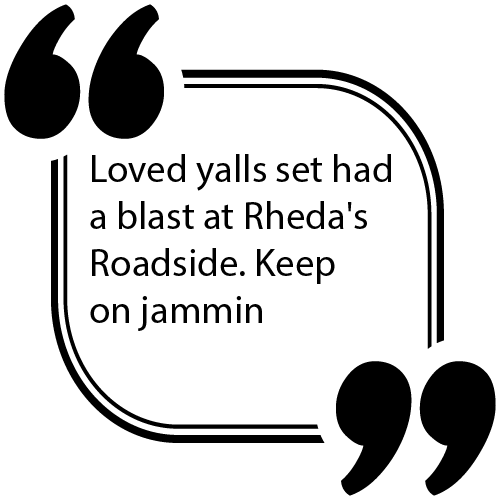 Loved yalls set had
a blast at Rheda's
Roadside. Keep
on jammin